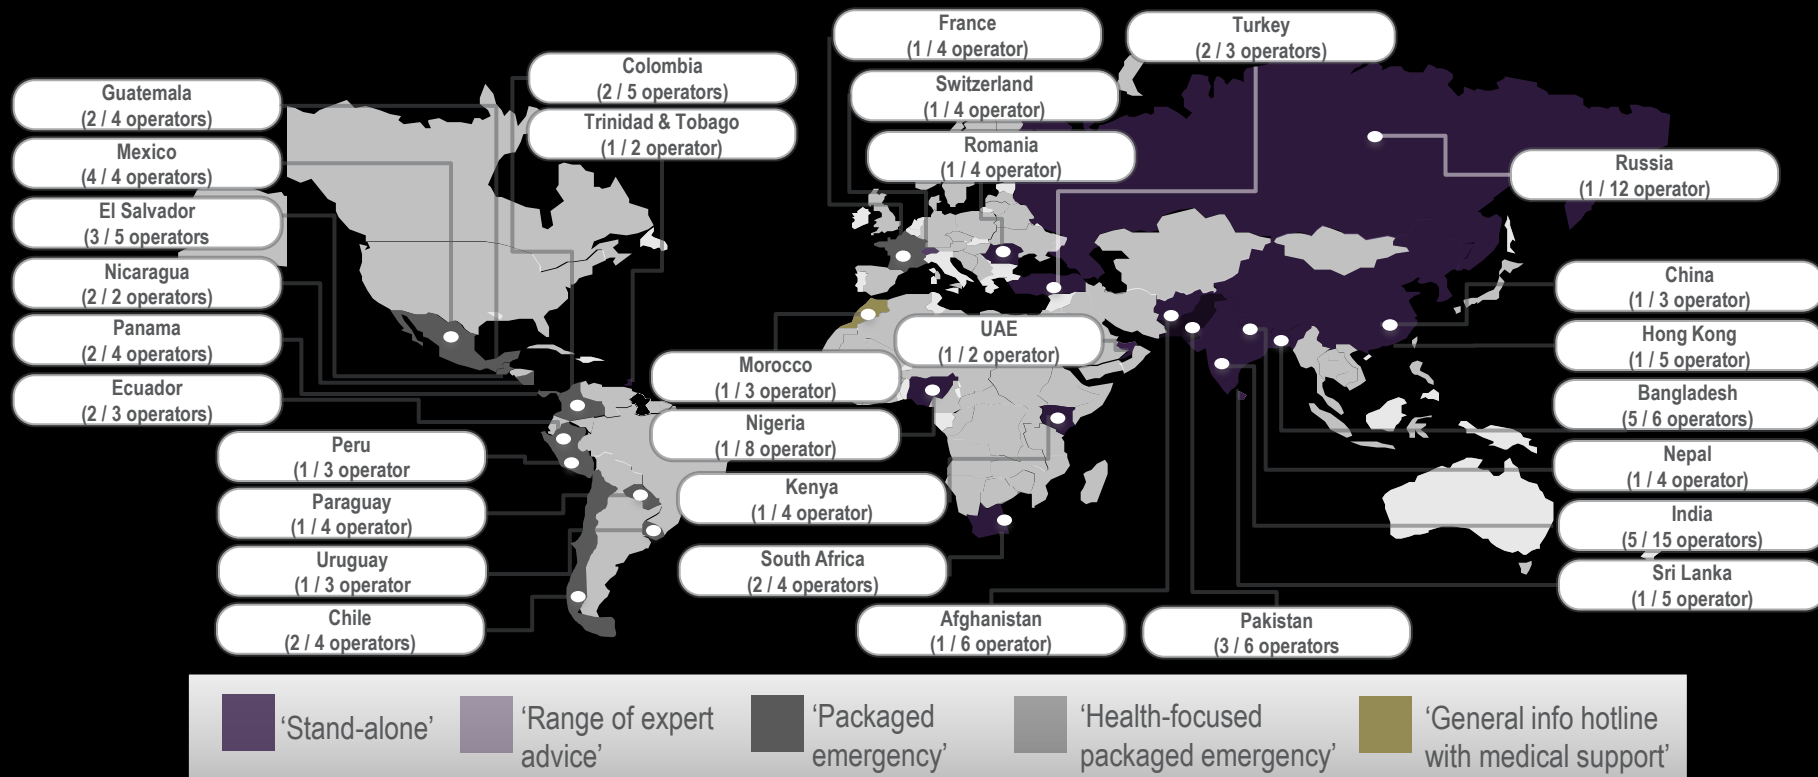 France
(1 / 4 operator)
Turkey
(2 / 3 operators)
Colombia
(2 / 5 operators)
Switzerland
(1 / 4 operator)
Guatemala
(2 / 4 operators)
Trinidad & Tobago
(1 / 2 operator)
Romania
(1 / 4 operator)
Mexico
(4 / 4 operators)
Russia
(1 / 12 operator)
El Salvador
(3 / 5 operators
Nicaragua
(2 / 2 operators)
China
(1 / 3 operator)
Panama
(2 / 4 operators)
UAE
(1 / 2 operator)
Hong Kong
(1 / 5 operator)
Morocco
(1 / 3 operator)
Ecuador
(2 / 3 operators)
Bangladesh
(5 / 6 operators)
Nigeria
(1 / 8 operator)
Peru
(1 / 3 operator
Nepal
(1 / 4 operator)
Kenya
(1 / 4 operator)
Paraguay
(1 / 4 operator)
India
(5 / 15 operators)
Uruguay
(1 / 3 operator
South Africa
(2 / 4 operators)
Sri Lanka
(1 / 5 operator)
Chile
(2 / 4 operators)
Afghanistan
(1 / 6 operator)
Pakistan
(3 / 6 operators
‘Stand-alone’
‘Range of expert
advice’
‘Packaged
emergency’
‘Health-focused
packaged emergency’
‘General info hotline
with medical support’